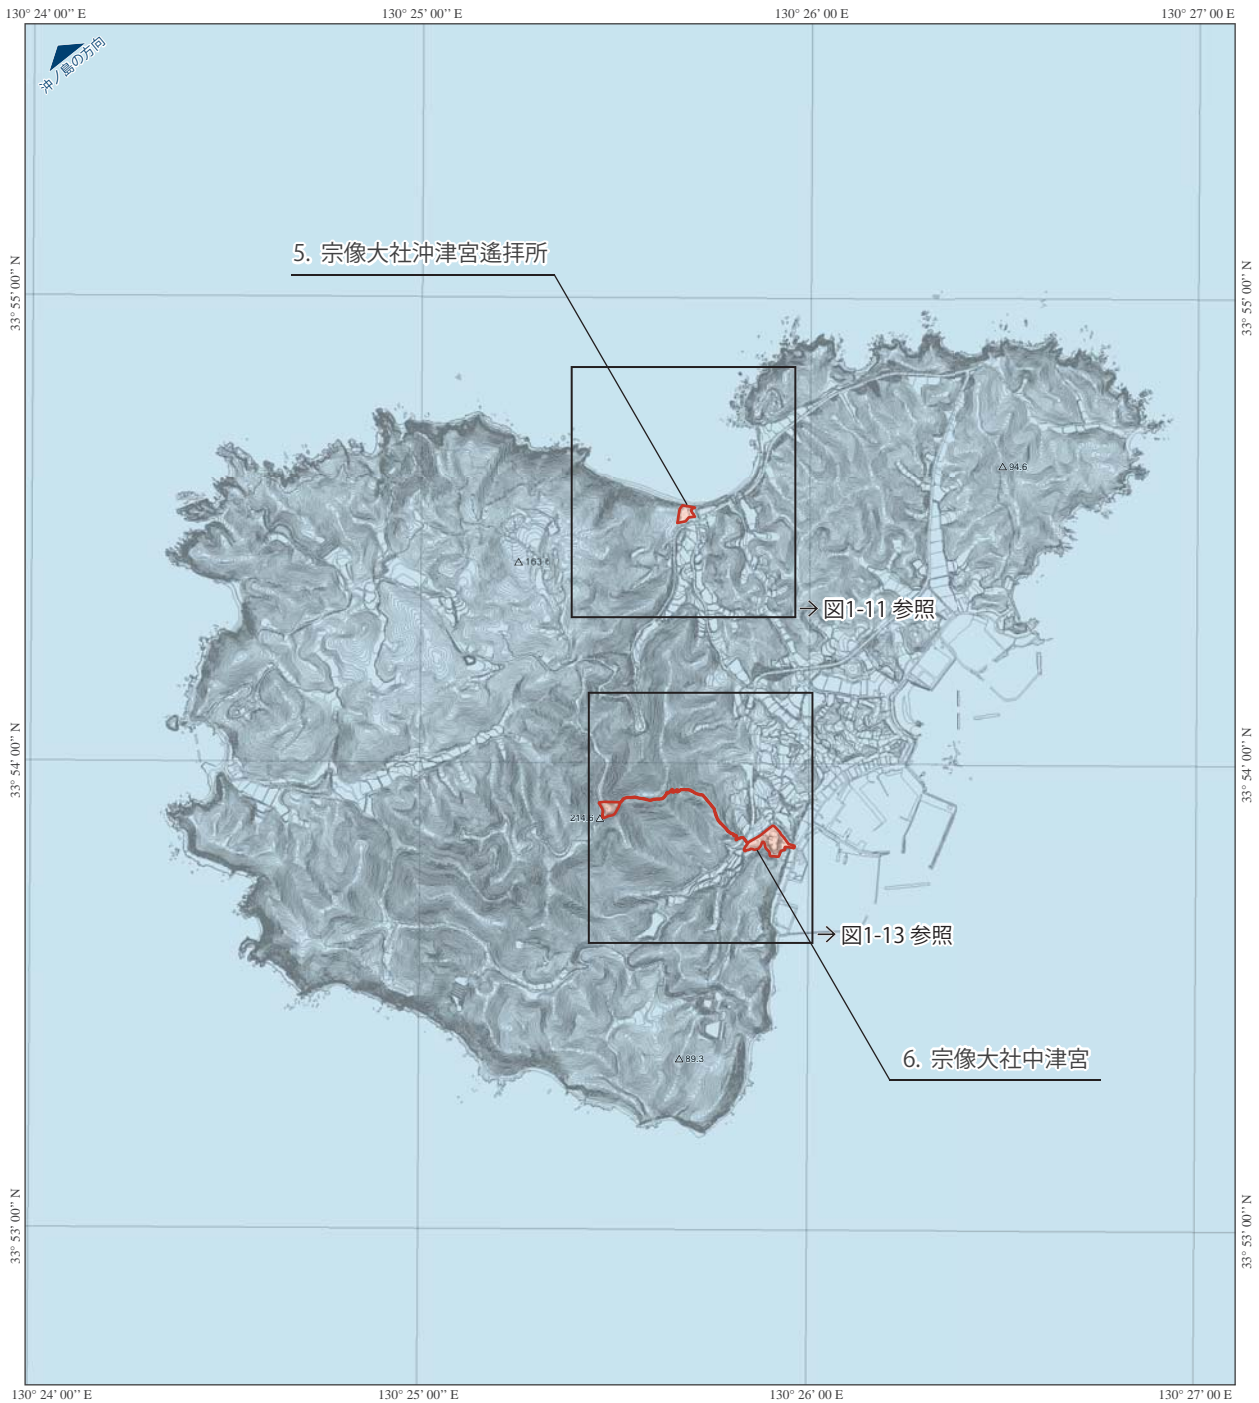 130° 24’ 00’’ E
130° 25’ 00’’ E
130° 26’ 00 E
130° 27’ 00’ E
沖ノ島の方向
5. 宗像大社沖津宮遙拝所
33° 55’ 00’’ N
33° 55’ 00’’ N
94.6
163.6
→ 図1-11 参照
33° 54’ 00’’ N
33° 54’ 00’’ N
214.5
→ 図1-13 参照
6. 宗像大社中津宮
89.3
33° 53’ 00’’ N
33° 53’ 00’’ N
130° 24’ 00’’ E
130° 25’ 00’’ E
130° 26’ 00’ E
130° 27’ 00’’ E